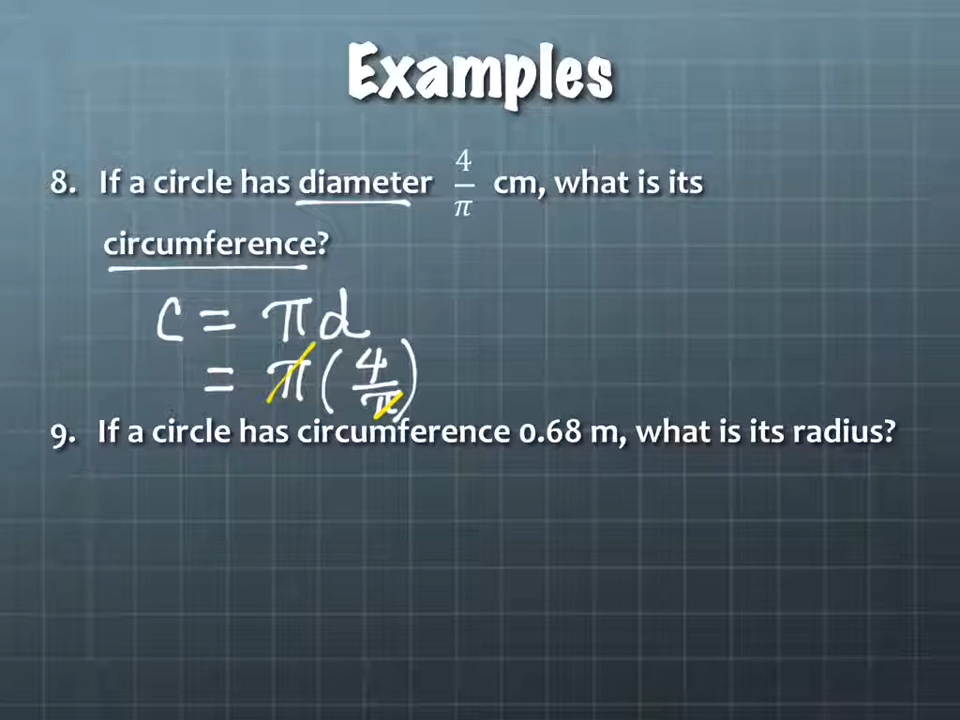 Examples
8. If a circle has diameter 4/π cm, what is its
circumference?
C = πd
= π(4/π)
9. If a circle has circumference 0.68 m, what is its radius?